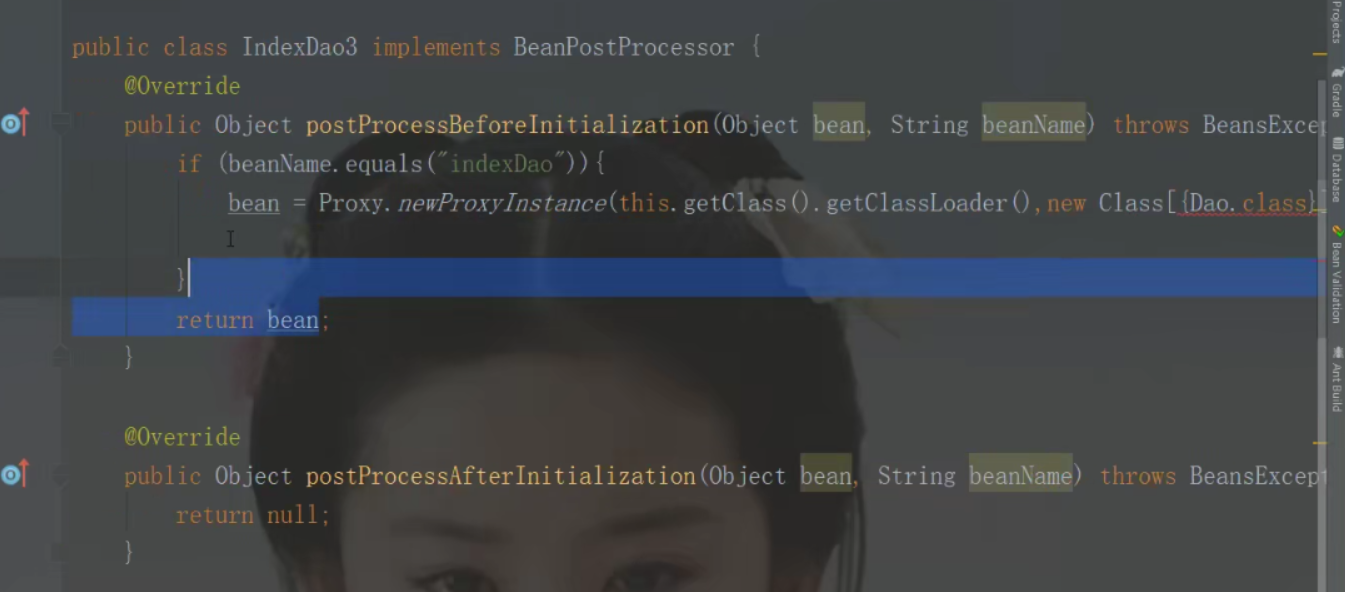 public class IndexDao3 implements BeanPostProcessor {
@Override
public Object postProcessBeforeInitialization(Object bean, String beanName) throws BeansExcep
if (beanName.equals("indexDao")){
bean = Proxy.newProxyInstance(this.getClass().getClassLoader(),new Class[{Dao.class}]
}
return bean;
}
@Override
public Object postProcessAfterInitialization(Object bean, String beanName) throws BeansExcept
return null;
}
Projects
Gradle
Database
Bean Validation
Ant Build